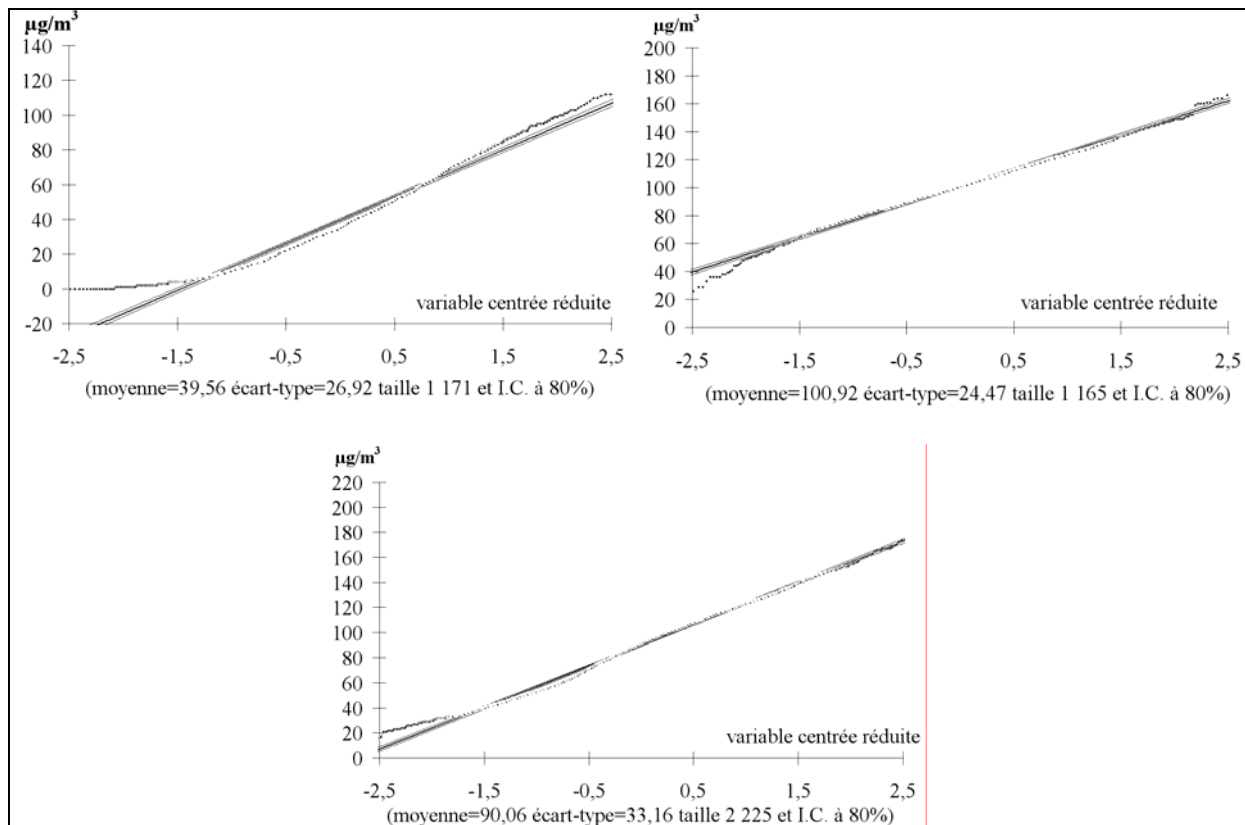 µg/m³
140
120
100
80
60
40
20
0
-20
variable centrée réduite
-2,5 -1,5 -0,5 0,5 1,5 2,5
(moyenne=39,56 écart-type=26,92 taille 1 171 et I.C. à 80%)
µg/m³
200
180
160
140
120
100
80
60
40
20
0
variable centrée réduite
-2,5 -1,5 -0,5 0,5 1,5 2,5
(moyenne=100,92 écart-type=24,47 taille 1 165 et I.C. à 80%)
µg/m³
220
200
180
160
140
120
100
80
60
40
20
0
variable centrée réduite
-2,5 -1,5 -0,5 0,5 1,5 2,5
(moyenne=90,06 écart-type=33,16 taille 2 225 et I.C. à 80%)